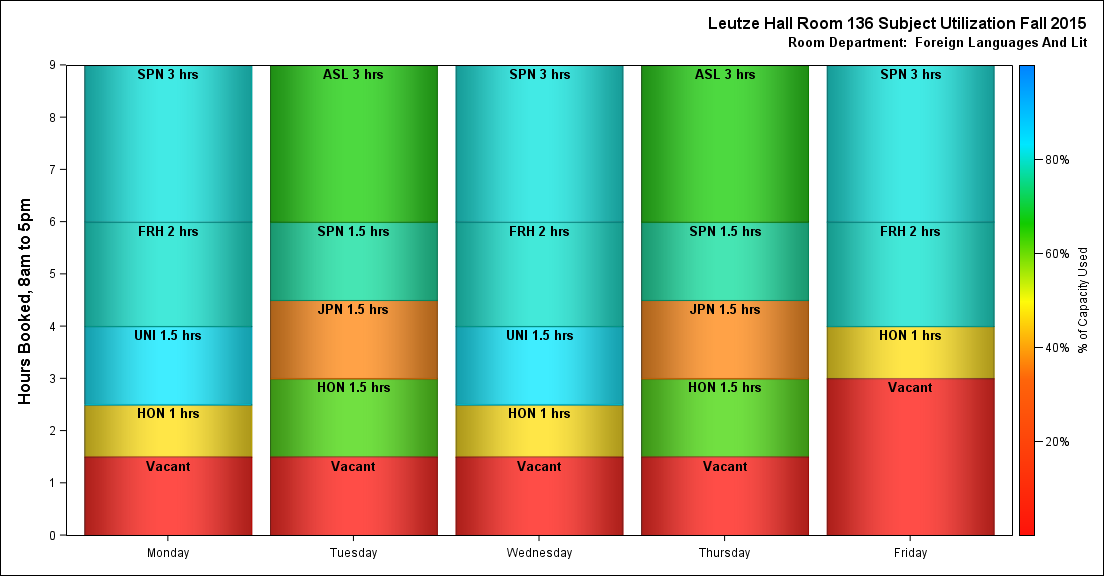 Leutze Hall Room 136 Subject Utilization Fall 2015
Room Department:  Foreign Languages And Lit
Hours Booked, 8am to 5pm
9
8
7
6
5
4
3
2
1
0
SPN 3 hrs
FRH 2 hrs
UNI 1.5 hrs
HON 1 hrs
Vacant
ASL 3 hrs
SPN 1.5 hrs
JPN 1.5 hrs
HON 1.5 hrs
Vacant
SPN 3 hrs
FRH 2 hrs
UNI 1.5 hrs
HON 1 hrs
Vacant
ASL 3 hrs
SPN 1.5 hrs
JPN 1.5 hrs
HON 1.5 hrs
Vacant
SPN 3 hrs
FRH 2 hrs
HON 1 hrs
Vacant
Monday
Tuesday
Wednesday
Thursday
Friday
80%
60%
40%
20%
% of Capacity Used